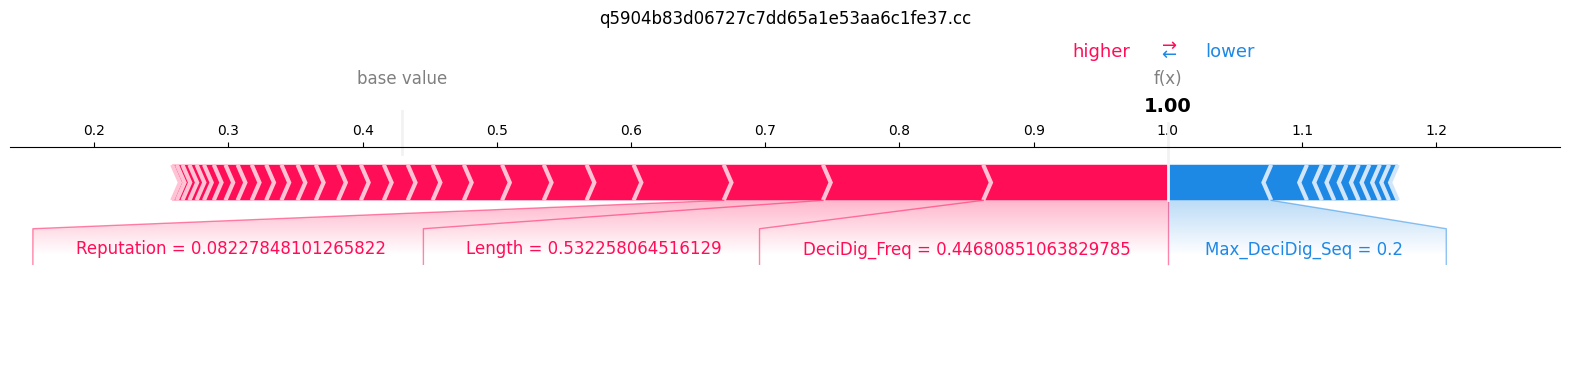 q5904b83d06727c7dd65a1e53aa6c1fe37.cc
higher → ← lower
base value f(x)
1.00
0.2 0.3 0.4 0.5 0.6 0.7 0.8 0.9 1.0 1.1 1.2
Reputation = 0.08227848101265822 Length = 0.532258064516129 DeciDig_Freq = 0.44680851063829785 Max_DeciDig_Seq = 0.2